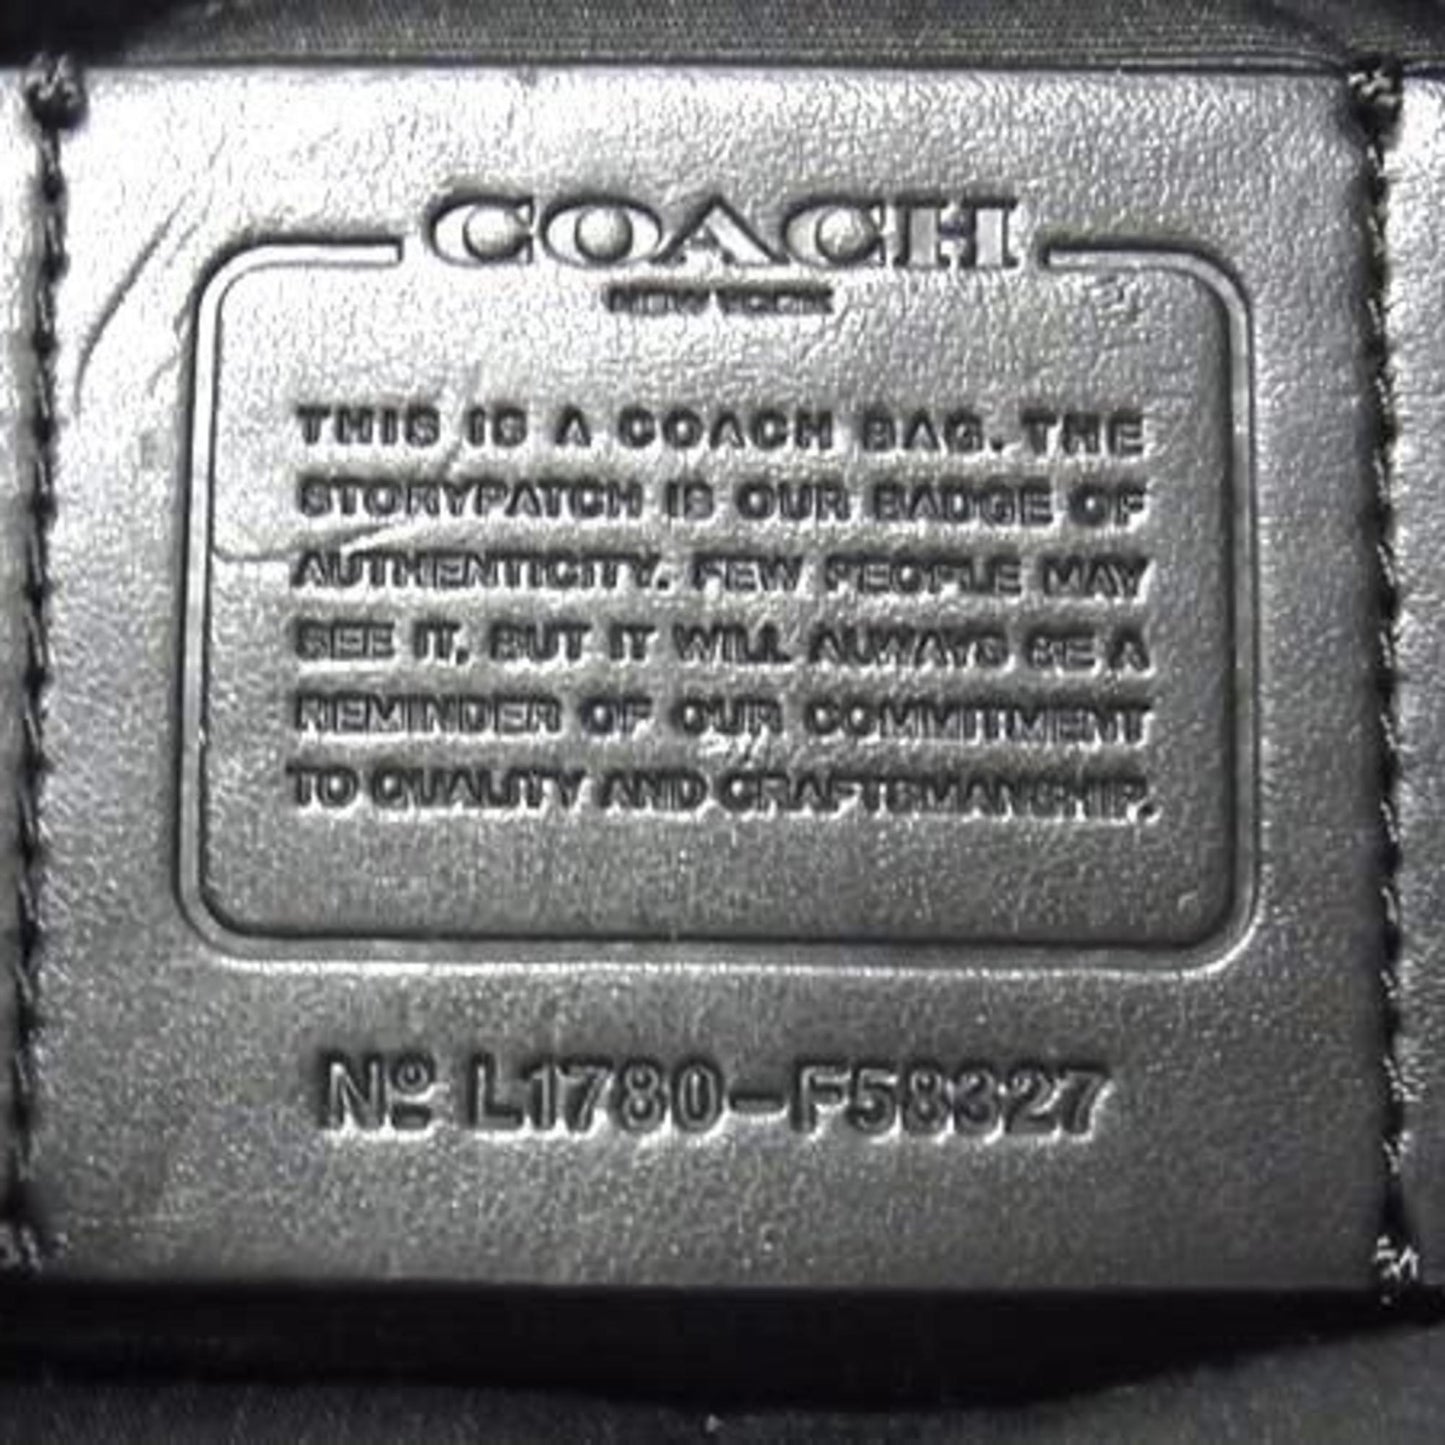 COACH
NEW YORK
THIS IS A COACH BAG. THE
STORYPATCH IS OUR BADGE OF
AUTHENTICITY. FEW PEOPLE MAY
SEE IT, BUT IT WILL ALWAYS BE A
REMINDER OF OUR COMMITMENT
TO QUALITY AND CRAFTSMANSHIP.
Nº L1780-F58327